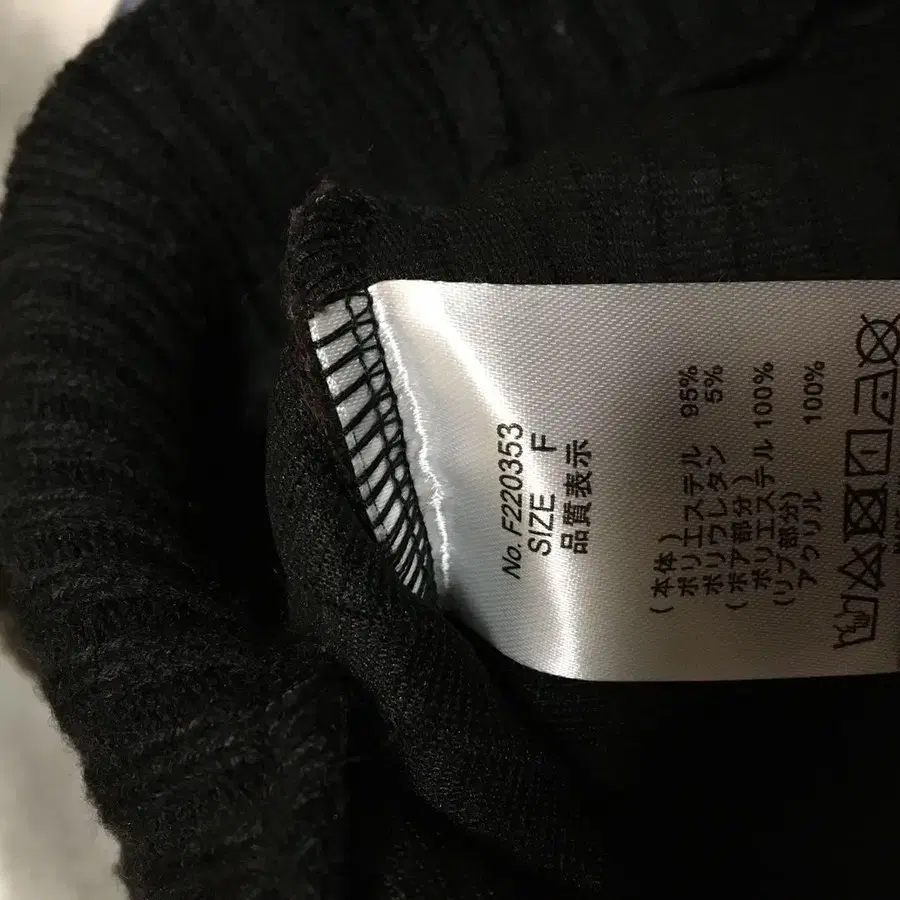 No. F220353
SIZE F
品質表示
(本体)
ポリエステル 95%
ポリウレタン 5%
(ボア部分)
ポリエステル 100%
(リブ部分)
アクリル 100%